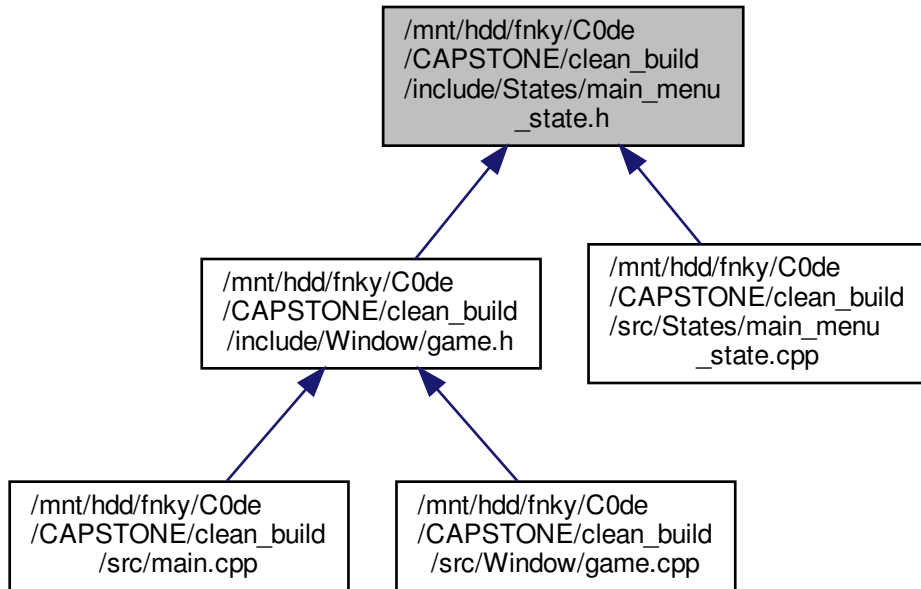 /mnt/hdd/fnky/C0de
/CAPSTONE/clean_build
/include/States/main_menu
_state.h
/mnt/hdd/fnky/C0de
/CAPSTONE/clean_build
/include/Window/game.h
/mnt/hdd/fnky/C0de
/CAPSTONE/clean_build
/src/States/main_menu
_state.cpp
/mnt/hdd/fnky/C0de
/CAPSTONE/clean_build
/src/main.cpp
/mnt/hdd/fnky/C0de
/CAPSTONE/clean_build
/src/Window/game.cpp